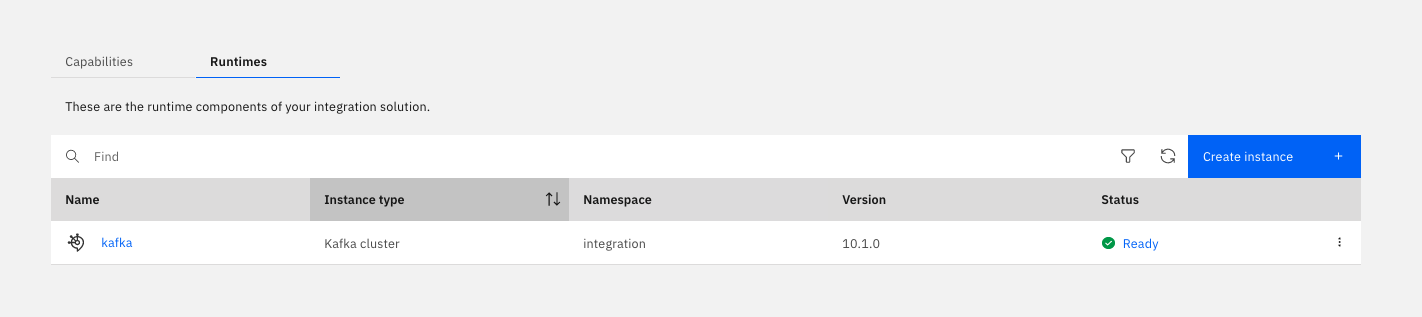 Capabilities Runtimes
These are the runtime components of your integration solution.
Find Create instance +
Name Instance type Namespace Version Status
kafka Kafka cluster integration 10.1.0 Ready